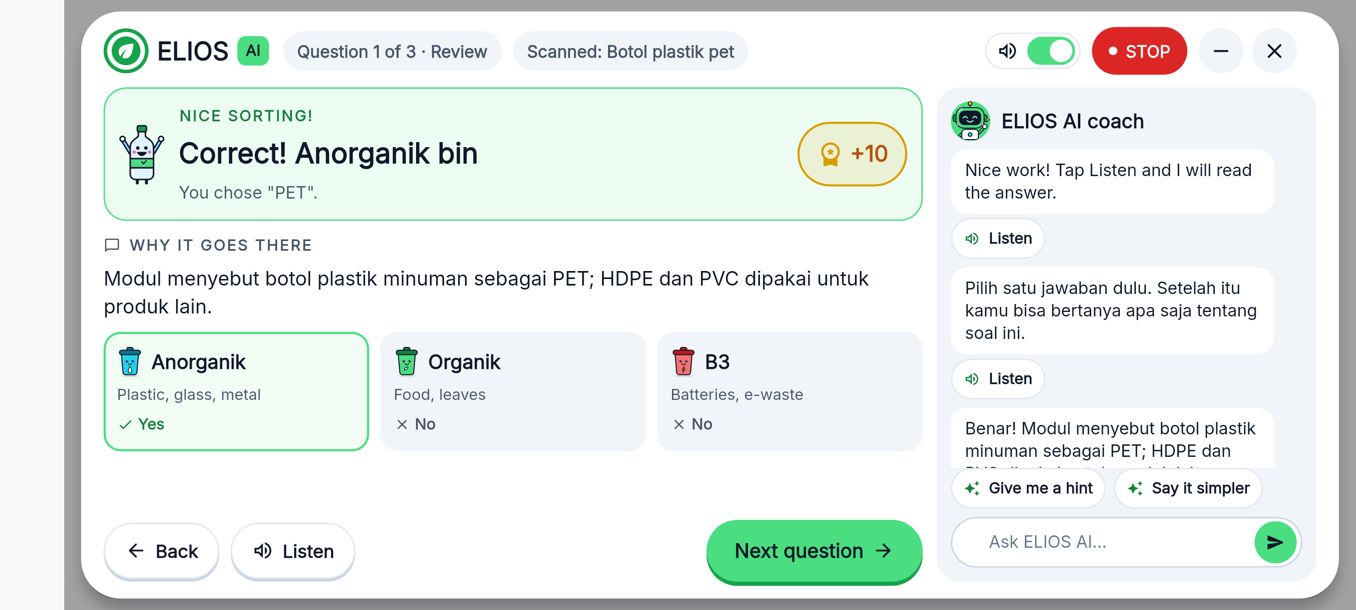 ELIOS AI
Question 1 of 3 · Review
Scanned: Botol plastik pet
STOP
NICE SORTING!
Correct! Anorganik bin
You chose "PET".
+10
WHY IT GOES THERE
Modul menyebut botol plastik minuman sebagai PET; HDPE dan PVC dipakai untuk
produk lain.
Anorganik
Plastic, glass, metal
Yes
Organik
Food, leaves
No
B3
Batteries, e-waste
No
Back
Listen
Next question
ELIOS AI coach
Nice work! Tap Listen and I will read
the answer.
Listen
Pilih satu jawaban dulu. Setelah itu
kamu bisa bertanya apa saja tentang
soal ini.
Listen
Benar! Modul menyebut botol plastik
minuman sebagai PET; HDPE dan
Give me a hint
Say it simpler
Ask ELIOS AI...